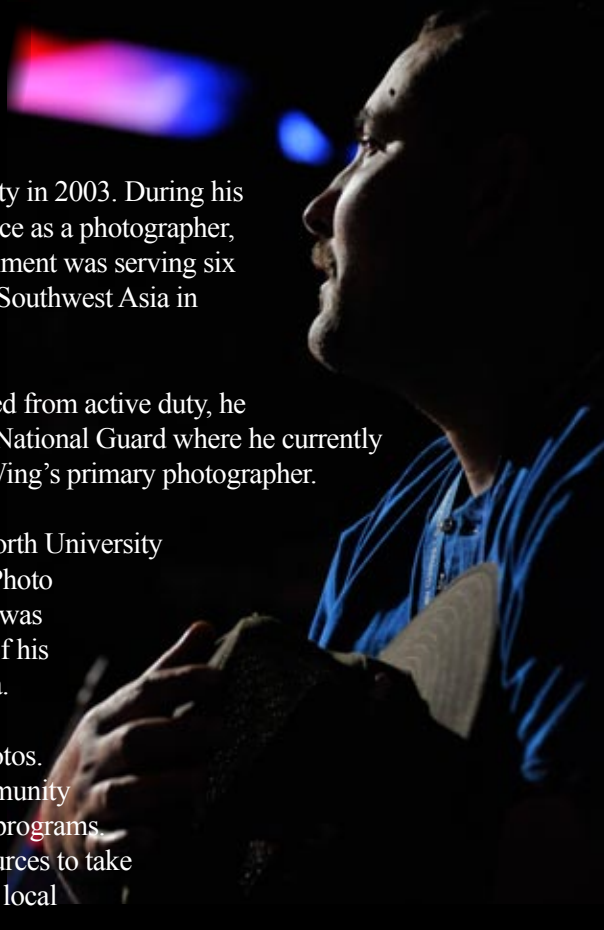 ty in 2003. During his
ce as a photographer,
ment was serving six
Southwest Asia in
ed from active duty, he
National Guard where he currently
Wing’s primary photographer.
orth University
Photo
was
f his
a.
otos.
munity
programs.
urces to take
local